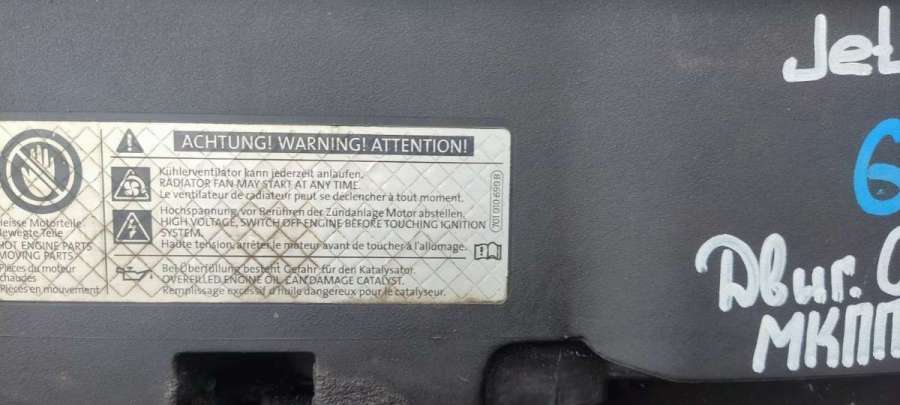 ACHTUNG! WARNING! ATTENTION!
Kühlerventilator kann jederzeit anlaufen.
RADIATOR FAN MAY START AT ANY TIME.
Le ventilateur de radiateur peut se déclencher à tout moment.
Hochspannung, vor Berühren der Zündanlage Motor abstellen.
HIGH VOLTAGE, SWITCH OFF ENGINE BEFORE TOUCHING IGNITION
SYSTEM.
Haute tension, arrêter le moteur avant de toucher à l'allumage.
Bei Überfüllung besteht Gefahr für den Katalysator.
OVERFILLED ENGINE OIL CAN DAMAGE CATALYST.
Remplissage excessif d'huile dangereux pour le catalyseur.
Heisse Motorteile
Bewegte Teile
HOT ENGINE PARTS
MOVING PARTS
Pièces du moteur
chaudes
Pièces en mouvement
Jet
6
Двиг.
МКПП